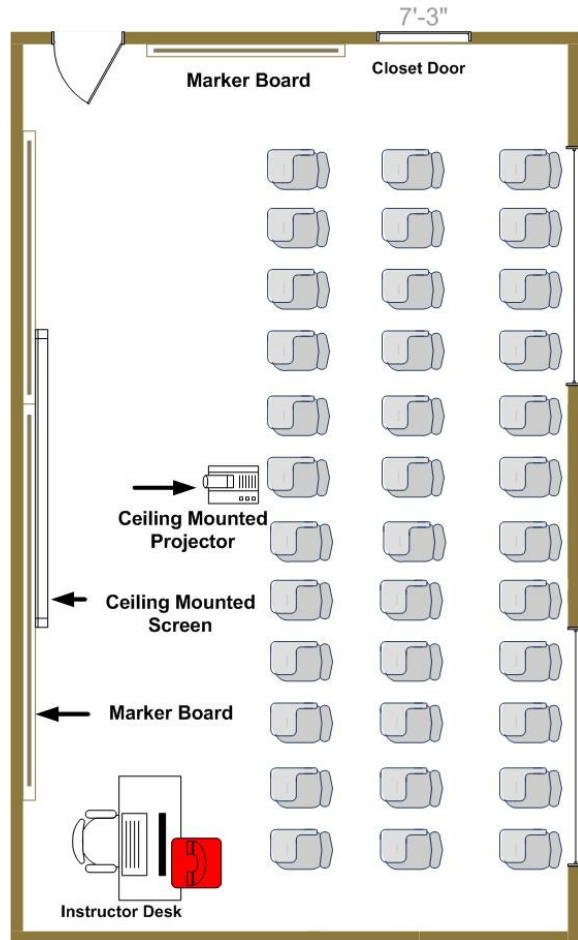 7'-3"
Marker Board
Closet Door
Ceiling Mounted
Projector
Ceiling Mounted
Screen
Marker Board
Instructor Desk